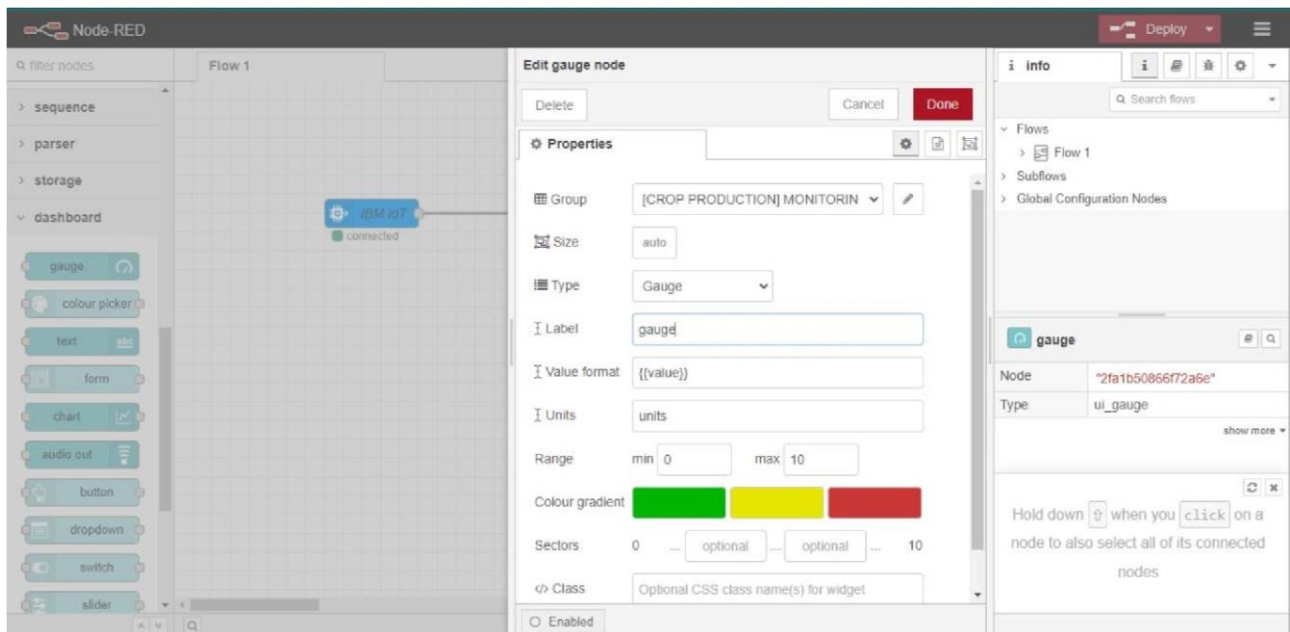 Node-RED
Deploy
filter nodes
sequence
parser
storage
dashboard
gauge
colour picker
text
abc
form
chart
audio out
button
dropdown
switch
slider
Flow 1
IBM IoT
connected
Edit gauge node
Delete
Cancel
Done
Properties
Group
[CROP PRODUCTION] MONITORIN
Size
auto
Type
Gauge
Label
gauge
Value format
{{value}}
Units
units
Range
min 0
max 10
Colour gradient
Sectors
0 ... optional ... optional ... 10
</> Class
Optional CSS class name(s) for widget
Enabled
i info
i
Search flows
Flows
Flow 1
Subflows
Global Configuration Nodes
gauge
Node
"2fa1b50866f72a6e"
Type
ui_gauge
show more
Hold down ⇧ when you click on a
node to also select all of its connected
nodes